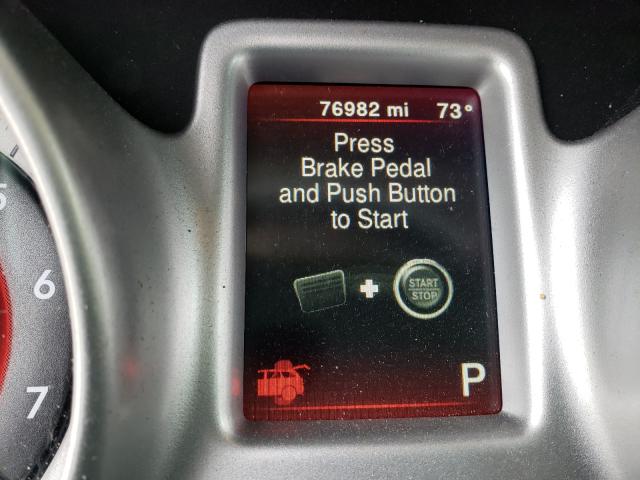 76982 mi 73°
Press
Brake Pedal
and Push Button
to Start
START
STOP
P
5
6
7